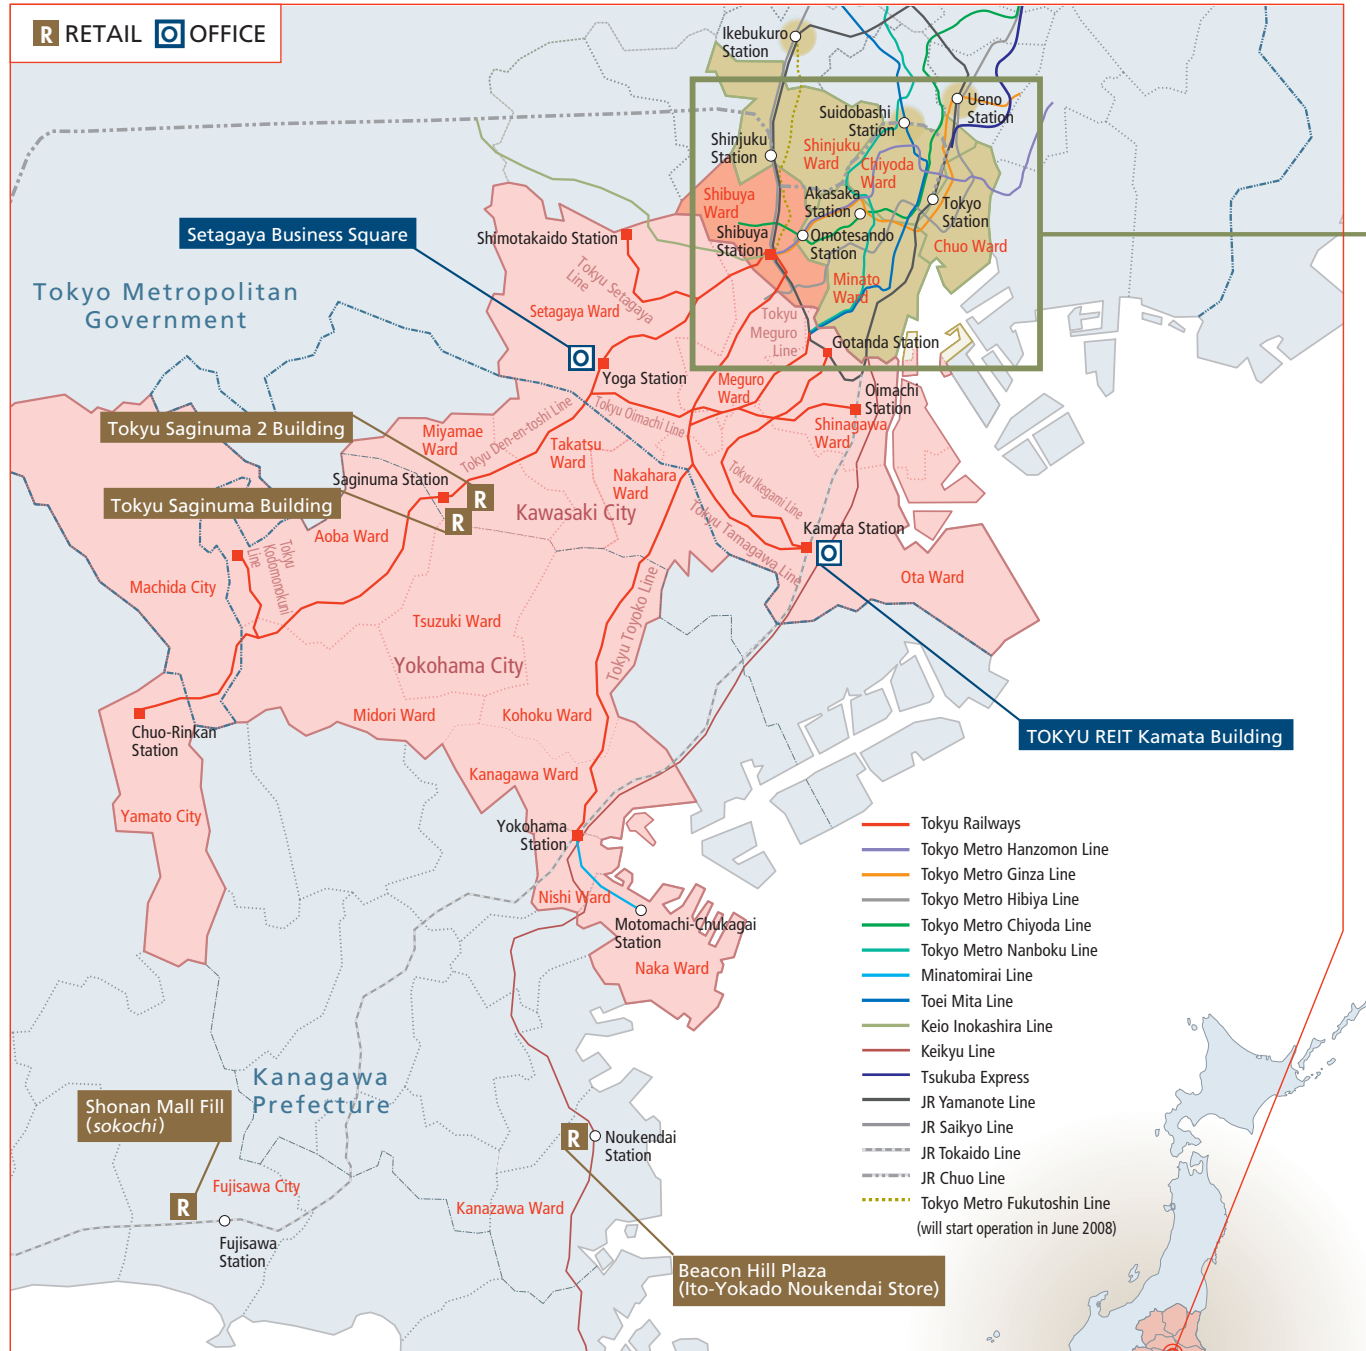 R RETAIL O OFFICE
Ikebukuro
Station
Ueno
Station
Suidobashi
Station
Shinjuku
Station
Shinjuku
Ward
Chiyoda
Ward
Shibuya
Ward
Akasaka
Station
Tokyo
Station
Shibuya
Station
Omotesando
Station
Chuo Ward
Minato
Ward
Setagaya Business Square
Shimotakaido Station
Tokyu Setagaya
Line
Setagaya Ward
Tokyo Metropolitan
Government
Tokyu
Meguro
Line
Gotanda Station
O
Yoga Station
Meguro
Ward
Oimachi
Station
Tokyu Saginuma 2 Building
Miyamae
Ward
Tokyu Den-en-toshi Line
Tokyu Oimachi Line
Takatsu
Ward
Shinagawa
Ward
Saginuma Station
Nakahara
Ward
Tokyu Ikegami Line
Tokyu Saginuma Building
R
R
Kawasaki City
Tokyu Tamagawa Line
Kamata Station
O
Aoba Ward
Tokyu
Kodomonokuni
Line
Machida City
Ota Ward
Tsuzuki Ward
Tokyu Toyoko Line
Yokohama City
Midori Ward
Kohoku Ward
Chuo-Rinkan
Station
TOKYU REIT Kamata Building
Kanagawa Ward
Yamato City
Yokohama
Station
Nishi Ward
Motomachi-Chukagai
Station
Naka Ward
Tokyu Railways
Tokyo Metro Hanzomon Line
Tokyo Metro Ginza Line
Tokyo Metro Hibiya Line
Tokyo Metro Chiyoda Line
Tokyo Metro Nanboku Line
Minatomirai Line
Toei Mita Line
Keio Inokashira Line
Keikyu Line
Tsukuba Express
JR Yamanote Line
JR Saikyo Line
JR Tokaido Line
JR Chuo Line
Tokyo Metro Fukutoshin Line
(will start operation in June 2008)
Kanagawa
Prefecture
Shonan Mall Fill
(sokochi)
R
Noukendai
Station
Fujisawa City
R
Kanazawa Ward
Fujisawa
Station
Beacon Hill Plaza
(Ito-Yokado Noukendai Store)